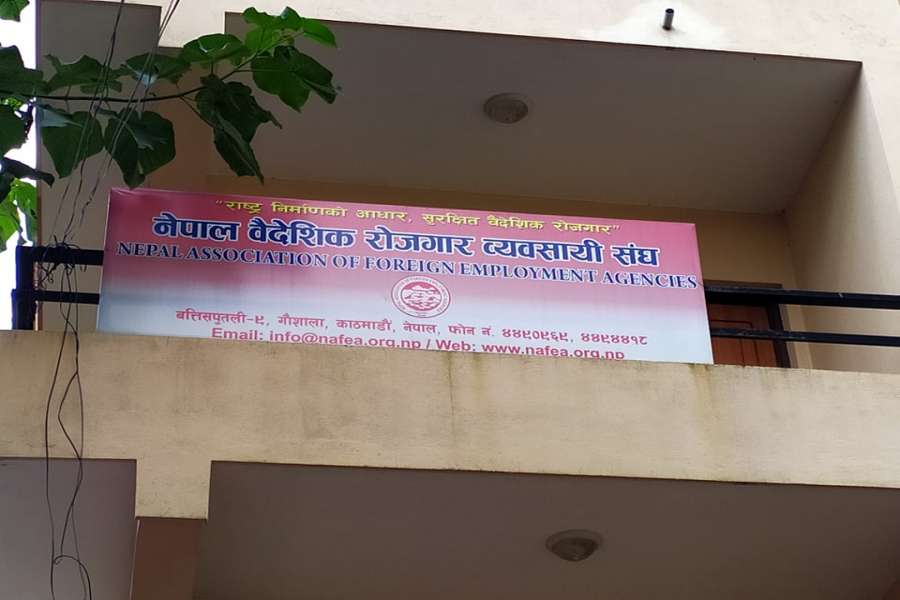 "राष्ट्र निर्माणको आधार, सुरक्षित वैदेशिक रोजगार"
नेपाल वैदेशिक रोजगार व्यवसायी संघ
NEPAL ASSOCIATION OF FOREIGN EMPLOYMENT AGENCIES
बत्तिसपुतली-९, गौशाला, काठमाडौं, नेपाल, फोन नं. ४४९०९६९, ४४९४४१८
Email: info@nafea.org.np / Web: www.nafea.org.np